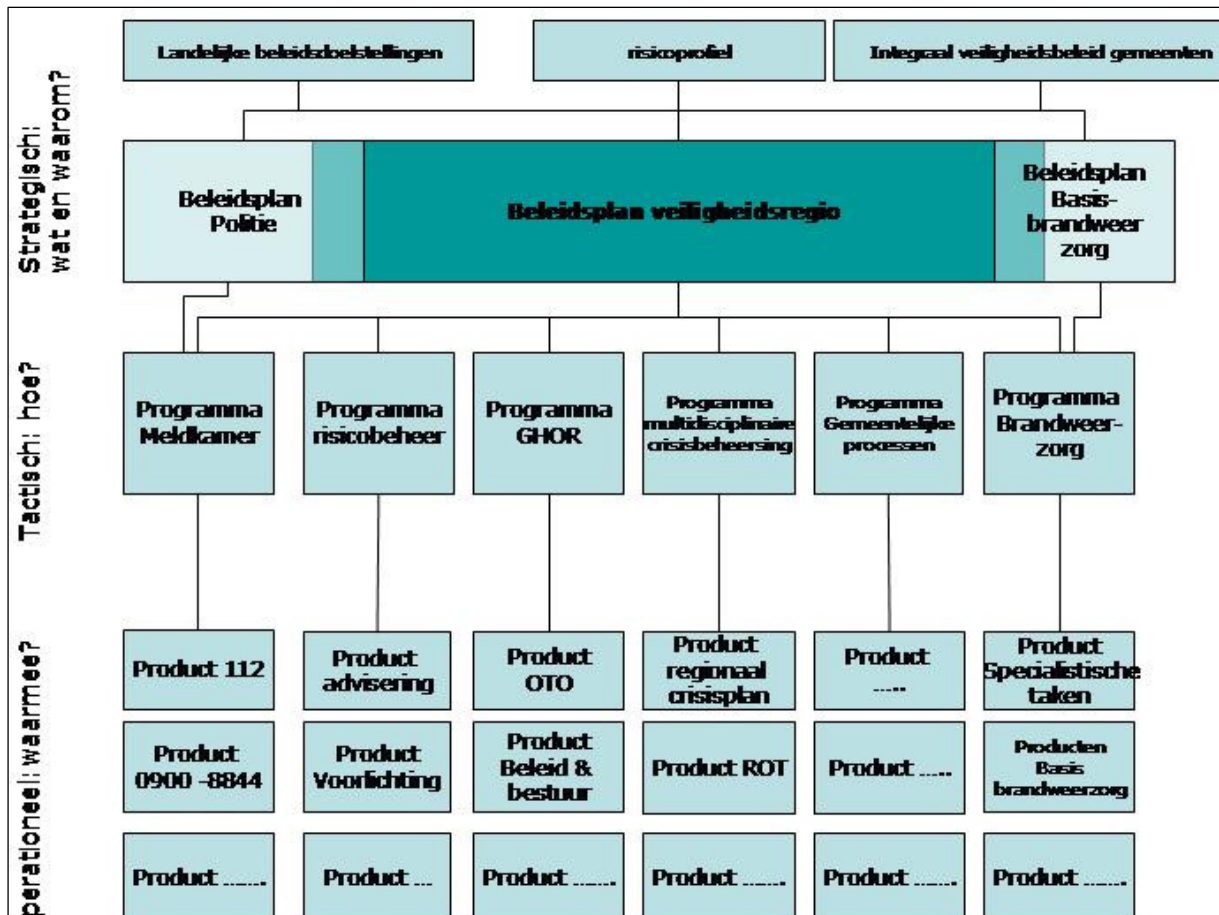 Landelijke beleidsdoelstellingen
risicoprofiel
Integraal veiligheidsbeleid gemeenten
Strategisch:
wat en waarom?
Beleidsplan
Politie
Beleidsplan veiligheidsregio
Beleidsplan
Basis-
brandweer
zorg
Tactisch: hoe?
Programma
Meldkamer
Programma
risicobeheer
Programma
GHOR
Programma
multidisciplinaire
crisisbeheersing
Programma
Gemeentelijke
processen
Programma
Brandweer-
zorg
perationeel: waarmee?
Product 112
Product
advisering
Product
OTO
Product
regionaal
crisisplan
Product
.....
Product
Specialistische
taken
Product
0900 -8844
Product
Voorlichting
Product
Beleid &
bestuur
Product ROT
Product .....
Producten
Basis
brandweerzorg
Product .......
Product ...
Product .......
Product .......
Product .......
Product .......